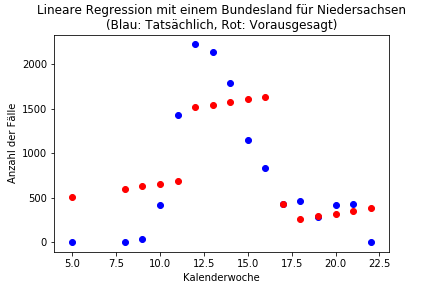 Lineare Regression mit einem Bundesland für Niedersachsen
(Blau: Tatsächlich, Rot: Vorausgesagt)
Anzahl der Fälle
2000
1500
1000
500
0
5.0 7.5 10.0 12.5 15.0 17.5 20.0 22.5
Kalenderwoche